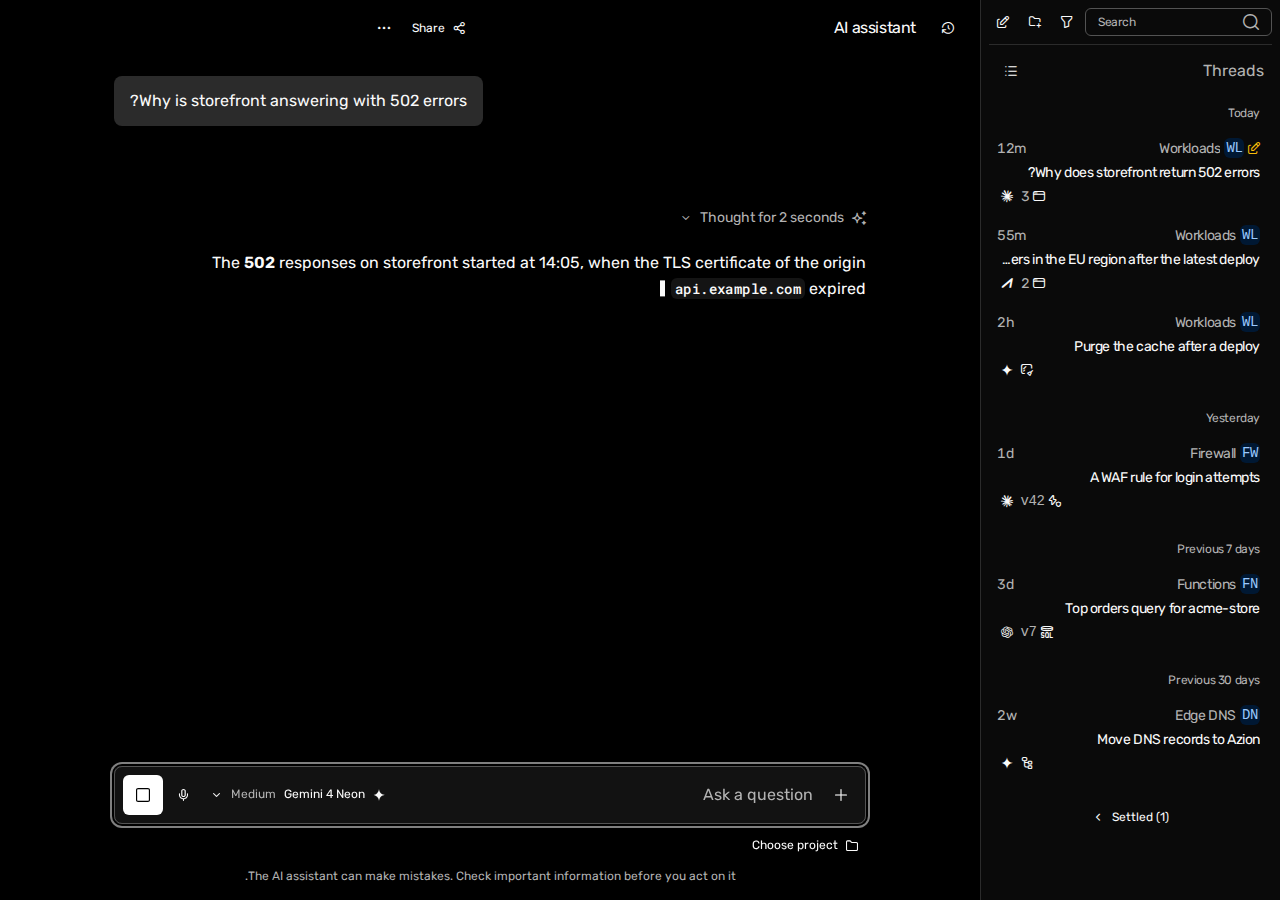 Search
Threads
Today
WL Workloads 12m
?Why does storefront return 502 errors
3
WL Workloads 55m
…ers in the EU region after the latest deploy
2
WL Workloads 2h
Purge the cache after a deploy
Yesterday
FW Firewall 1d
A WAF rule for login attempts
v42
Previous 7 days
FN Functions 3d
Top orders query for acme-store
v7
Previous 30 days
DN Edge DNS 2w
Move DNS records to Azion
Settled (1)
AI assistant
Share
?Why is storefront answering with 502 errors
Thought for 2 seconds
The 502 responses on storefront started at 14:05, when the TLS certificate of the origin
api.example.com expired
Ask a question
Gemini 4 Neon Medium
Choose project
.The AI assistant can make mistakes. Check important information before you act on it